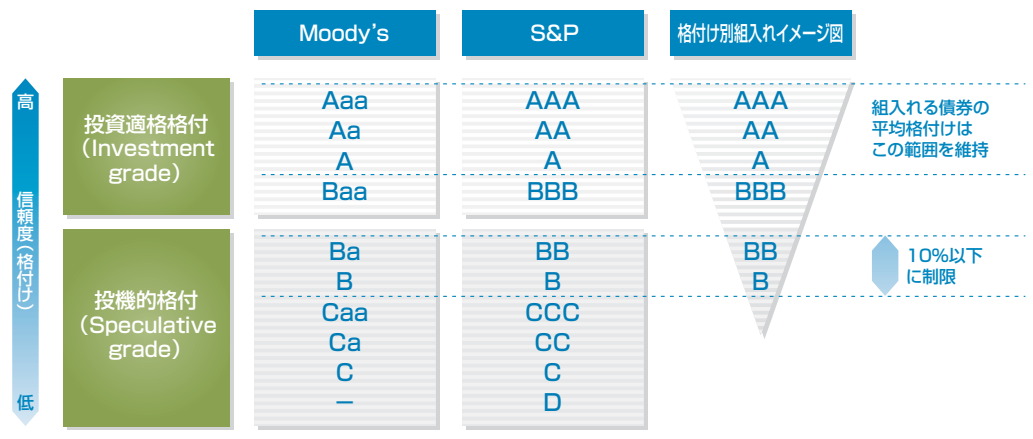 Moody's
S&P
格付け別組入れイメージ図
高
信頼度(格付け)
低
投資適格格付
(Investment
grade)
Aaa
Aa
A
Baa
AAA
AA
A
BBB
AAA
AA
A
BBB
組入れる債券の
平均格付けは
この範囲を維持
投機的格付
(Speculative
grade)
Ba
B
Caa
Ca
C
－
BB
B
CCC
CC
C
D
BB
B
10%以下
に制限